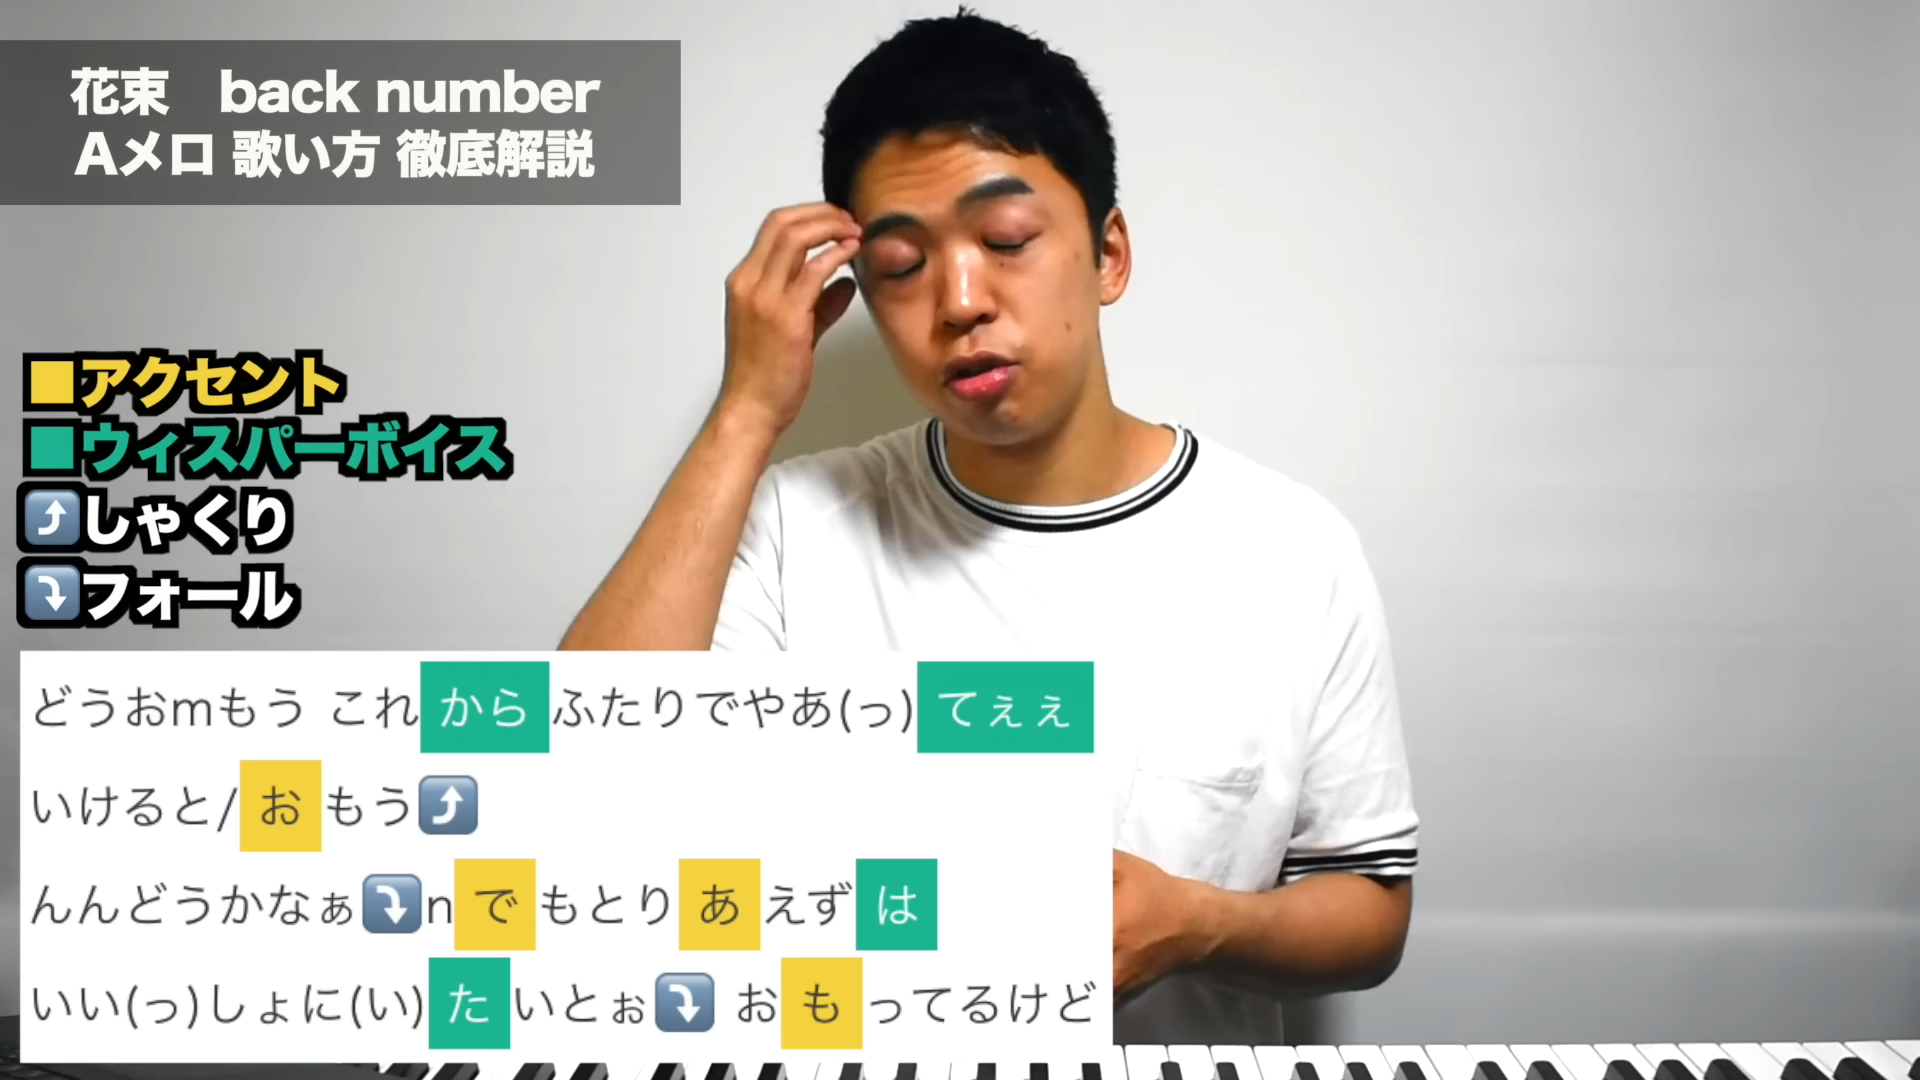 花束 back number
Aメロ 歌い方 徹底解説
■アクセント
■ウィスパーボイス
⤴しゃくり
⤵フォール
どうおmもう これからふたりでやあ(っ)てぇぇ
いけると/おもう⤴
んんどうかなぁ⤵nでもとりあえずは
いい(っ)しょに(い)たいとぉ⤵ おもってるけど